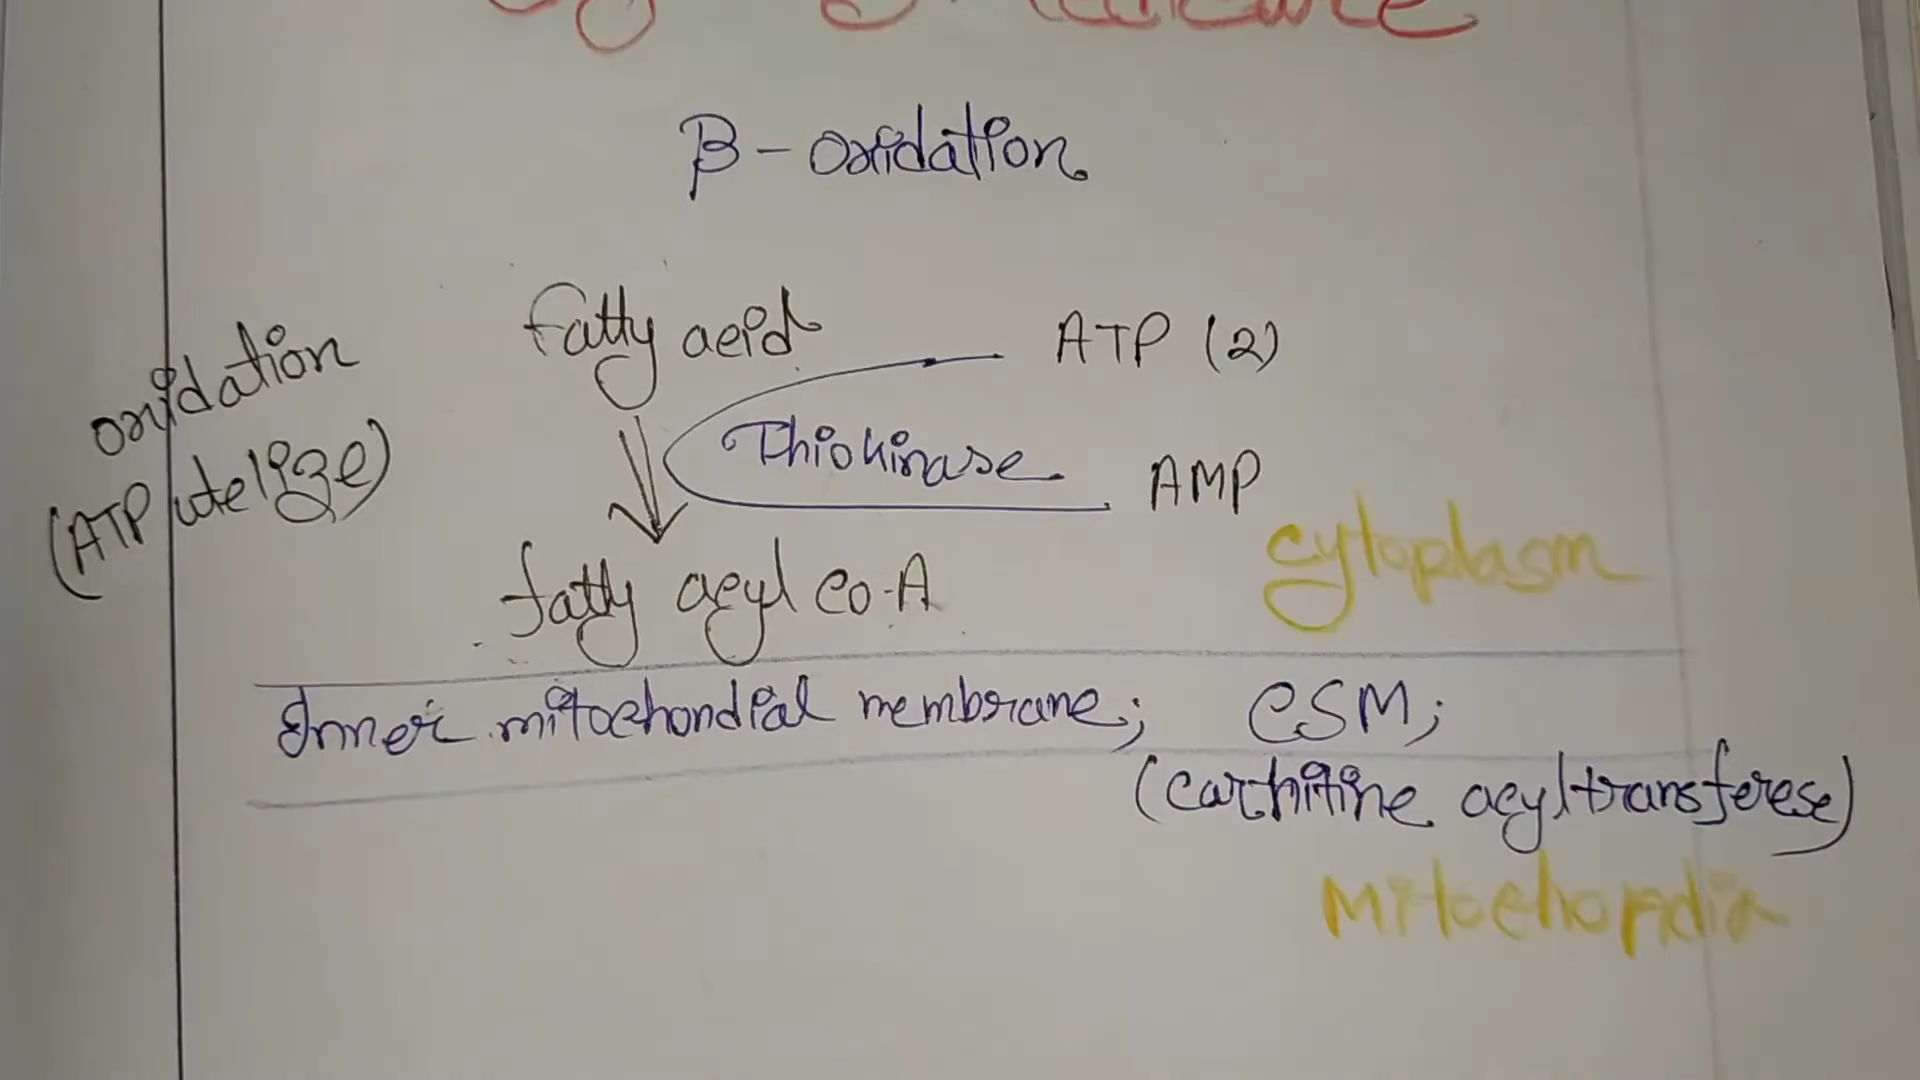 β-oxidation
Fatty acid
ATP (2)
oxidation
(ATP utelize)
Thiokinase
AMP
fatty acyl co-A
cytoplasm
Inner mitochondial membrane; CSM;
(carhitine acyltransferese)
Mitochondia